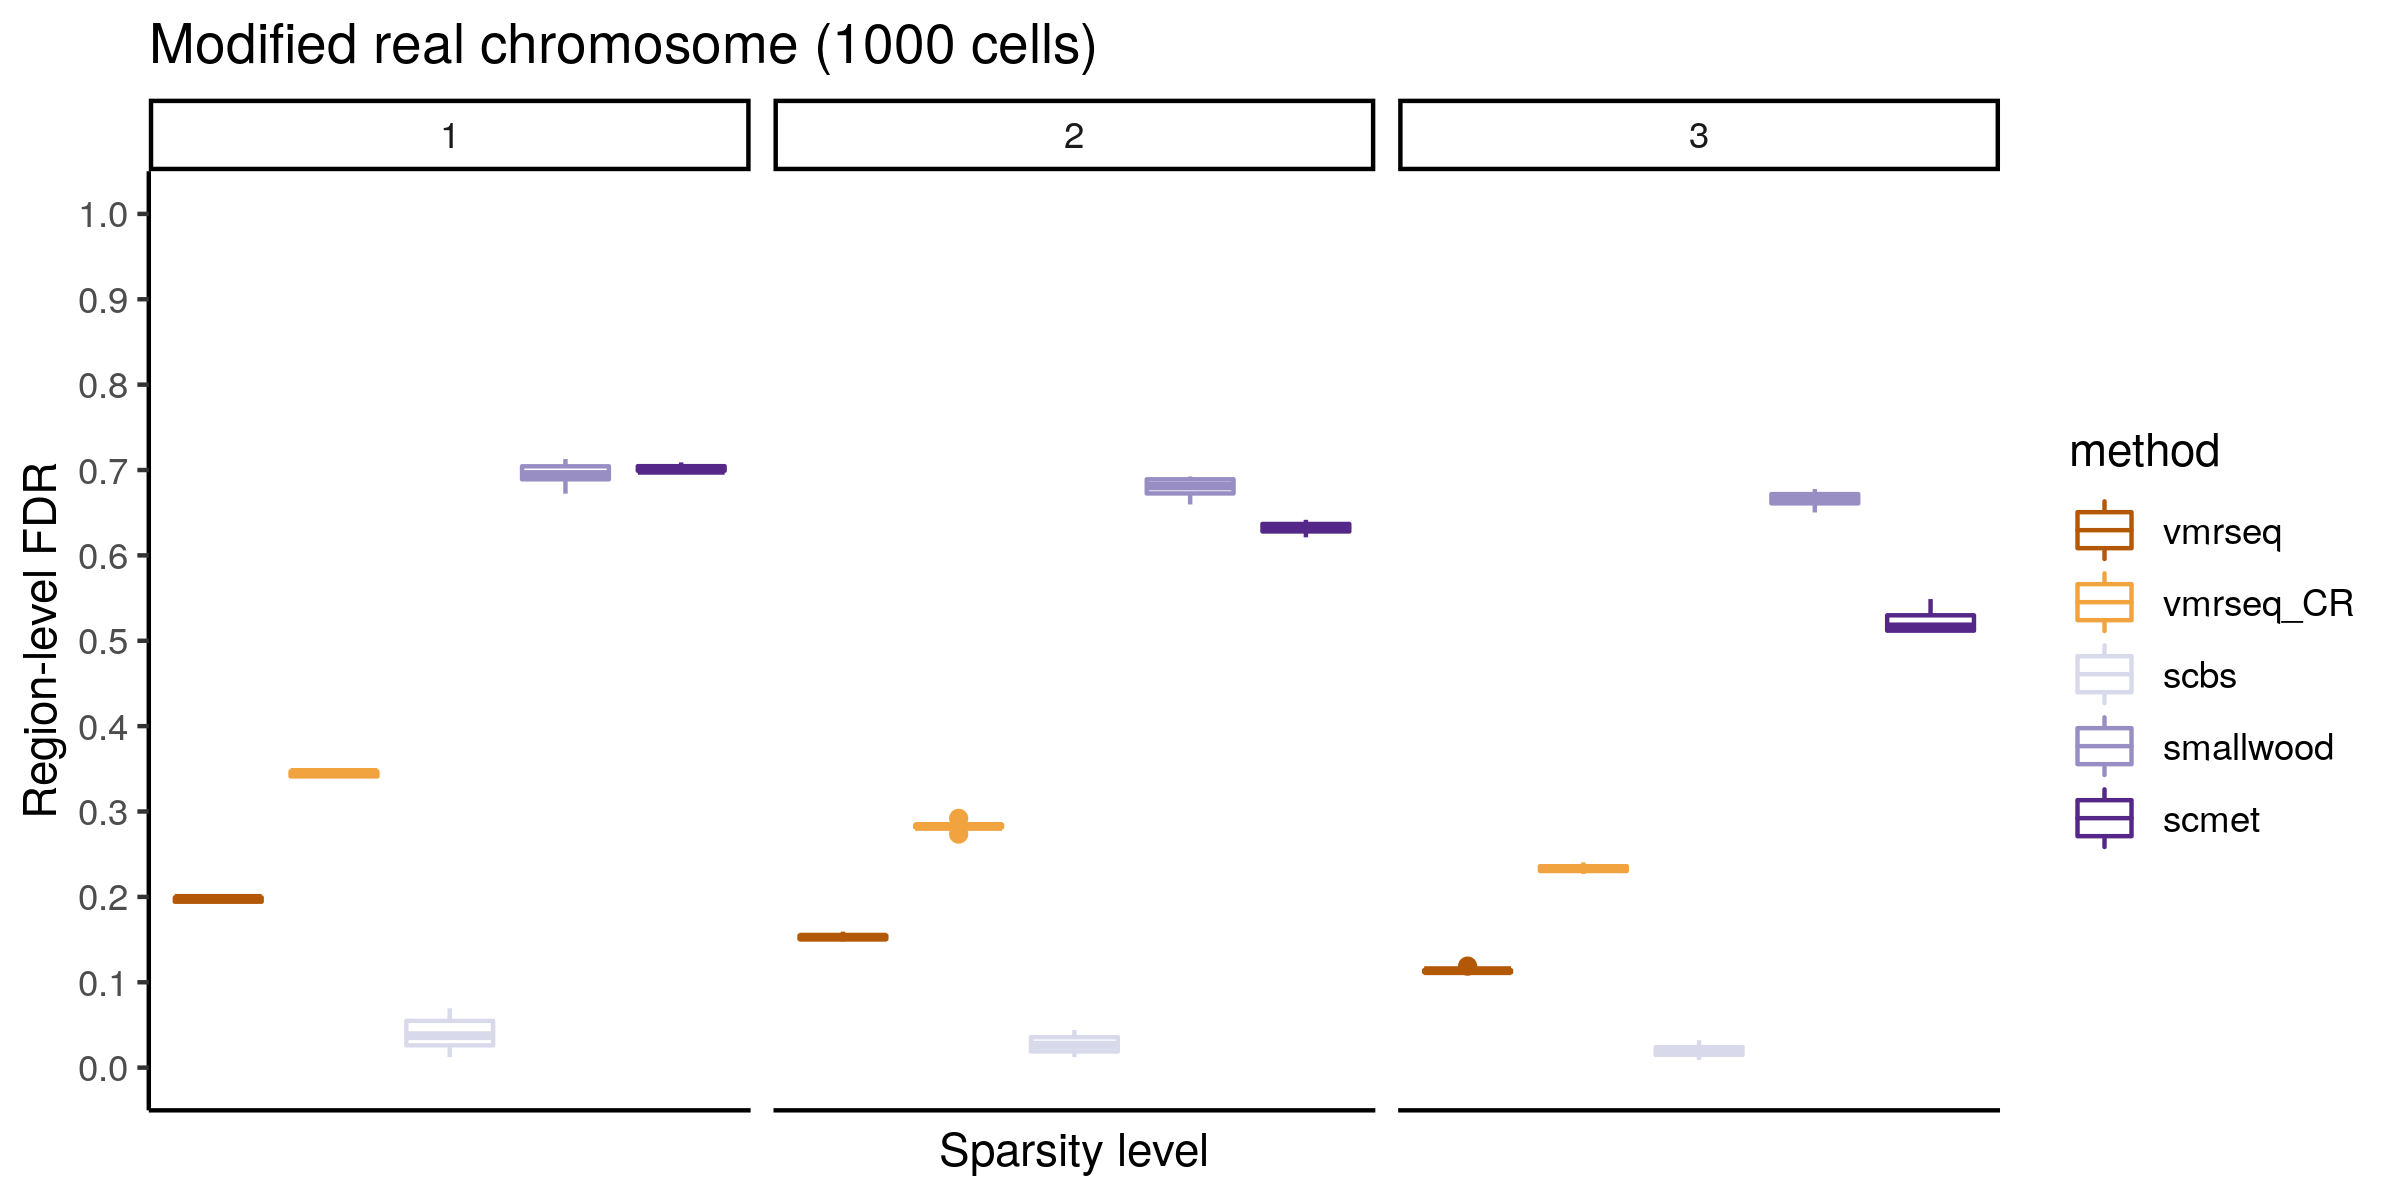 Modified real chromosome (1000 cells)
1
2
3
1.0
0.9
0.8
0.7
0.6
0.5
0.4
0.3
0.2
0.1
0.0
Region-level FDR
Sparsity level
method
vmrseq
vmrseq_CR
scbs
smallwood
scmet